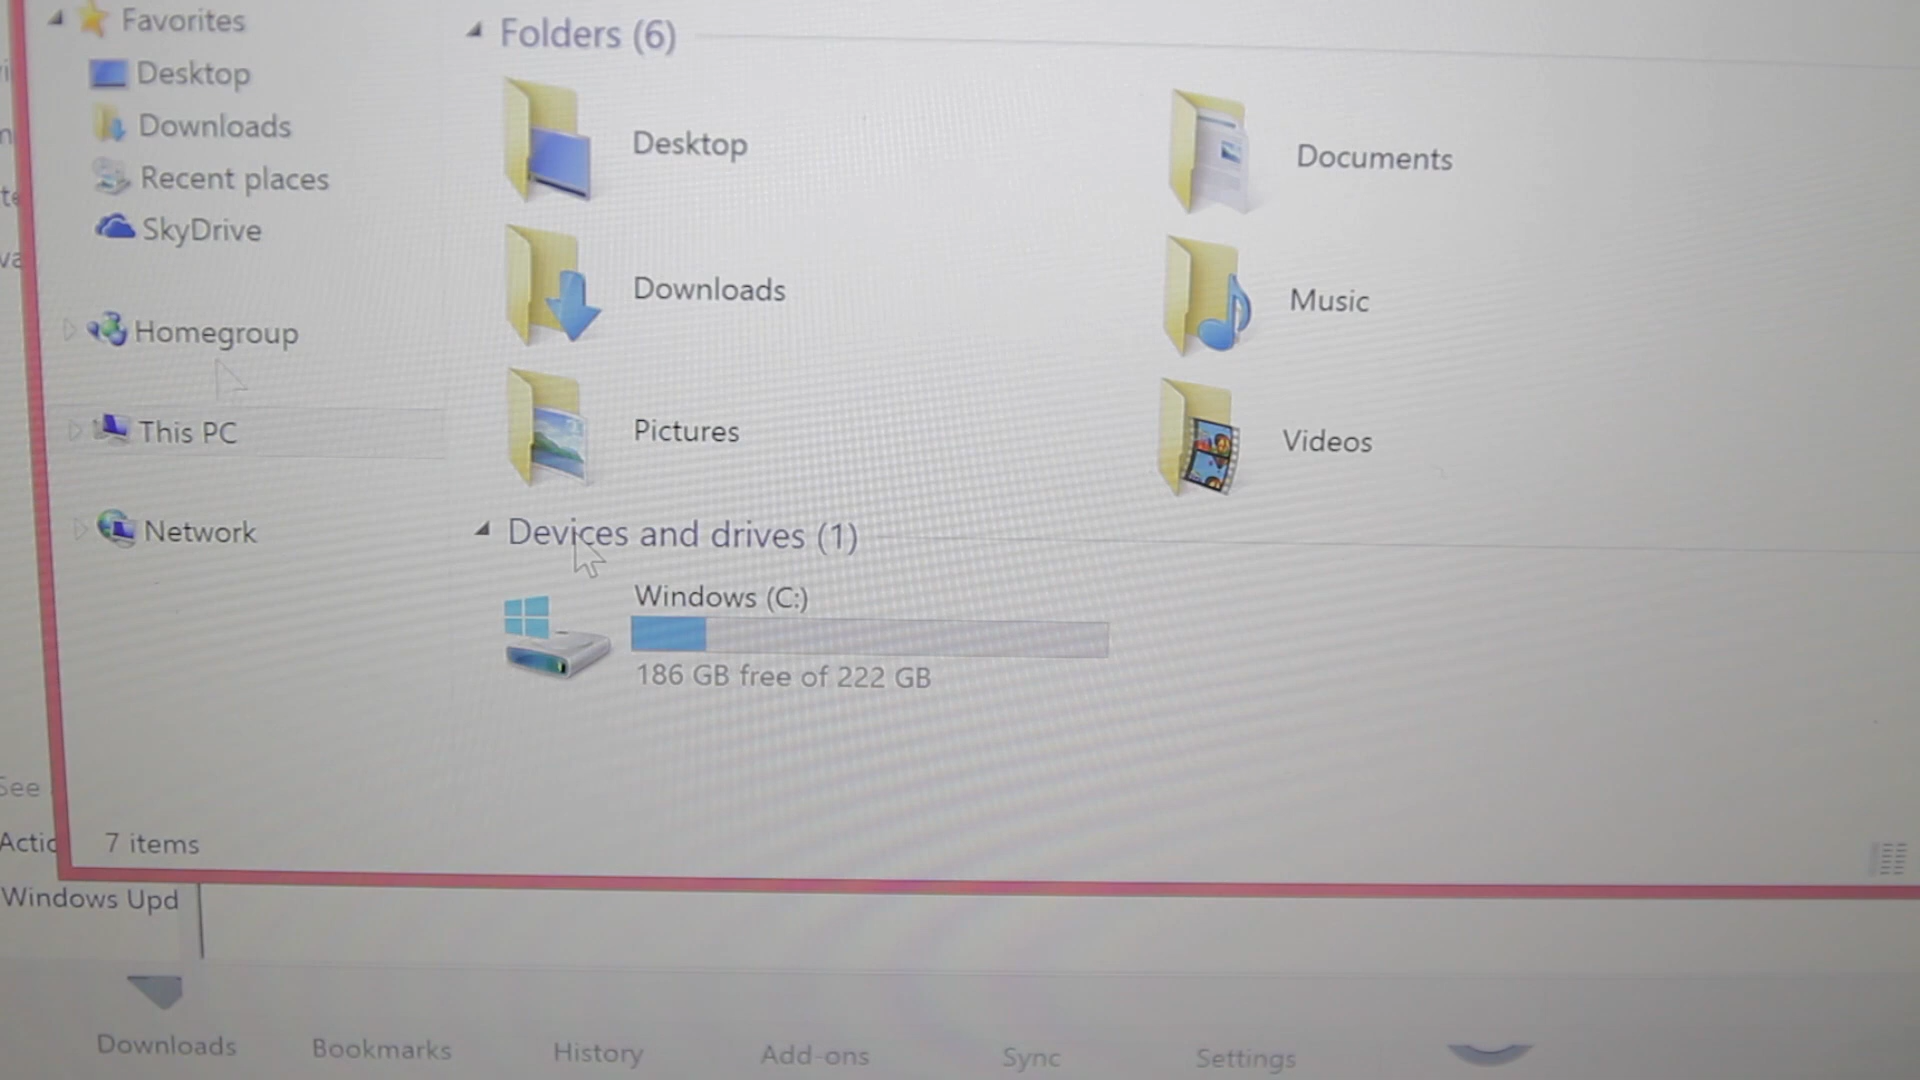 Favorites
Desktop
Downloads
Recent places
SkyDrive
Homegroup
This PC
Network
Folders (6)
Desktop
Documents
Downloads
Music
Pictures
Videos
Devices and drives (1)
Windows (C:)
186 GB free of 222 GB
7 items
See
Actic
Windows Upd
Downloads
Bookmarks
History
Add-ons
Sync
Settings